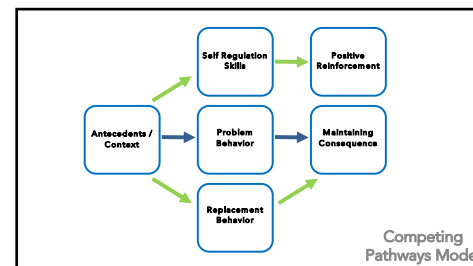 Self Regulation
Skills
Positive
Reinforcement
Antecedents /
Context
Problem
Behavior
Maintaining
Consequence
Replacement
Behavior
Competing
Pathways Mode